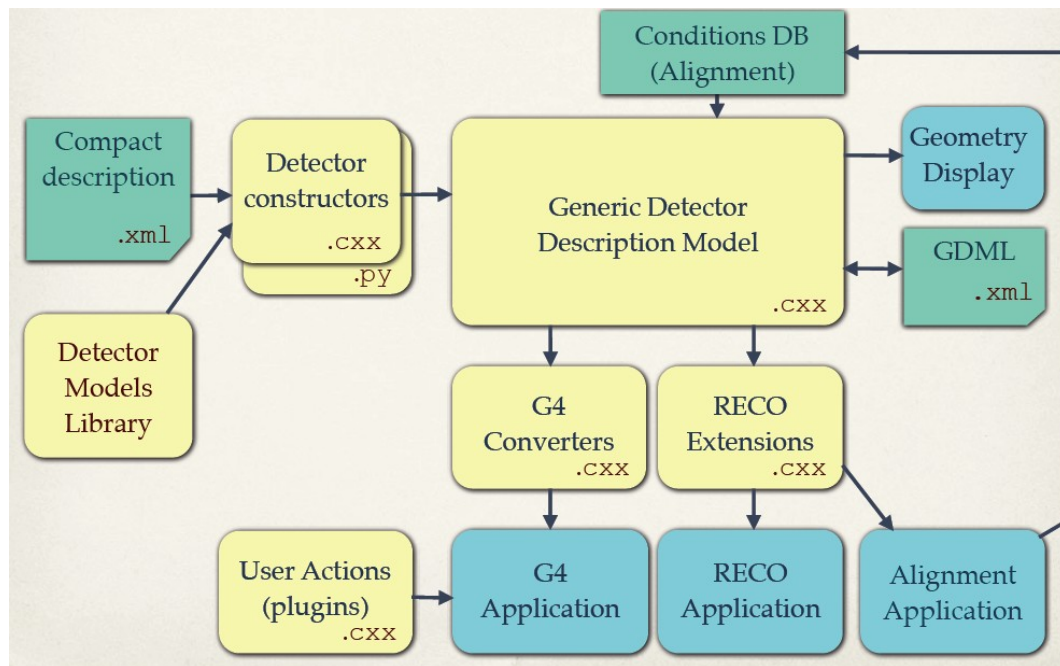 Conditions DB
(Alignment)
Compact
description
.xml
Detector
constructors
.cxx
.py
Generic Detector
Description Model
.cxx
Geometry
Display
GDML
.xml
Detector
Models
Library
G4
Converters
.cxx
RECO
Extensions
.cxx
User Actions
(plugins)
.cxx
G4
Application
RECO
Application
Alignment
Application